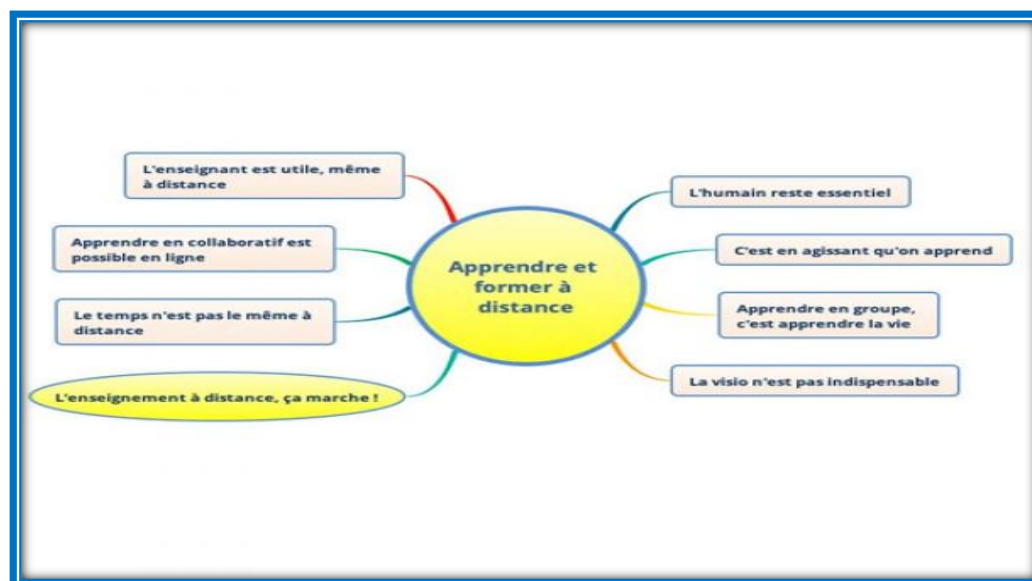 L'enseignant est utile, même
à distance
Apprendre en collaboratif est
possible en ligne
Le temps n'est pas le même à
distance
L'enseignement à distance, ça marche !
Apprendre et
former à
distance
L'humain reste essentiel
C'est en agissant qu'on apprend
Apprendre en groupe,
c'est apprendre la vie
La visio n'est pas indispensable